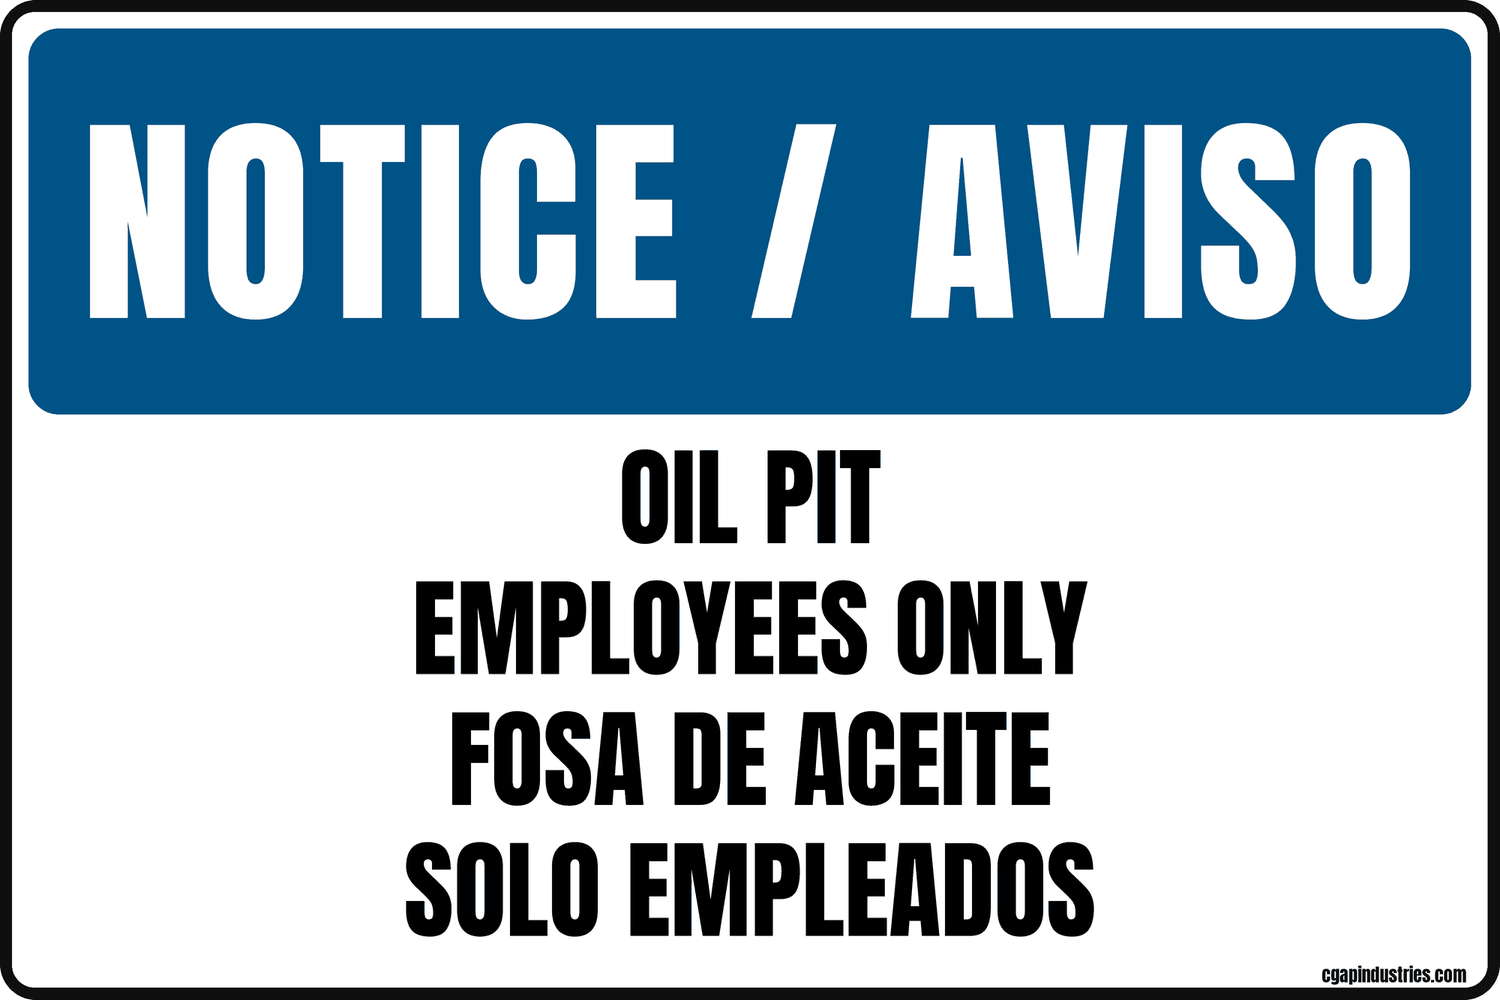 NOTICE / AVISO
OIL PIT
EMPLOYEES ONLY
FOSA DE ACEITE
SOLO EMPLEADOS
cgapindustries.com